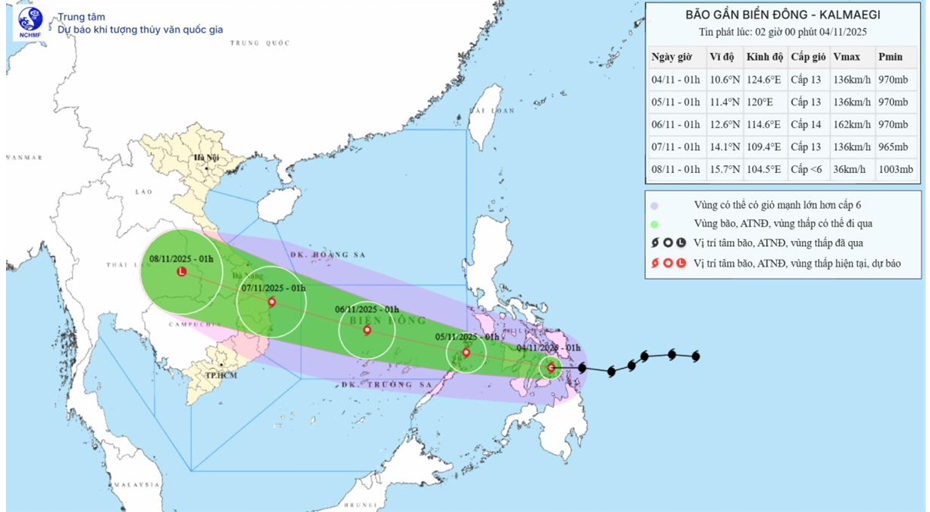 Trung tâm
Dự báo khí tượng thủy văn quốc gia
NCHMF
BÃO GẦN BIỂN ĐÔNG - KALMAEGI
Tin phát lúc: 02 giờ 00 phút 04/11/2025
Ngày giờ Vĩ độ Kinh độ Cấp gió Vmax Pmin
04/11 - 01h 10.6°N 124.6°E Cấp 13 136km/h 970mb
05/11 - 01h 11.4°N 120°E Cấp 13 136km/h 970mb
06/11 - 01h 12.6°N 114.6°E Cấp 14 162km/h 970mb
07/11 - 01h 14.1°N 109.4°E Cấp 13 136km/h 965mb
08/11 - 01h 15.7°N 104.5°E Cấp <6 36km/h 1003mb
Vùng có thể có gió mạnh lớn hơn cấp 6
Vùng bão, ATNĐ, vùng thấp có thể đi qua
Vị trí tâm bão, ATNĐ, vùng thấp đã qua
Vị trí tâm bão, ATNĐ, vùng thấp hiện tại, dự báo
TRUNG QUỐC
ĐÀI LOAN
Hà Nội
LÀO
ĐK. HOÀNG SA
08/11/2025 - 01h
THÁI LAN
Đà Nẵng
07/11/2025 - 01h
06/11/2025 - 01h
BIỂN ĐÔNG
CAMPUCHIA
05/11/2025 - 01h
04/11/2025 - 01h
TP.HCM
ĐK. TRƯỜNG SA
MALAYSIA
BRUNEI